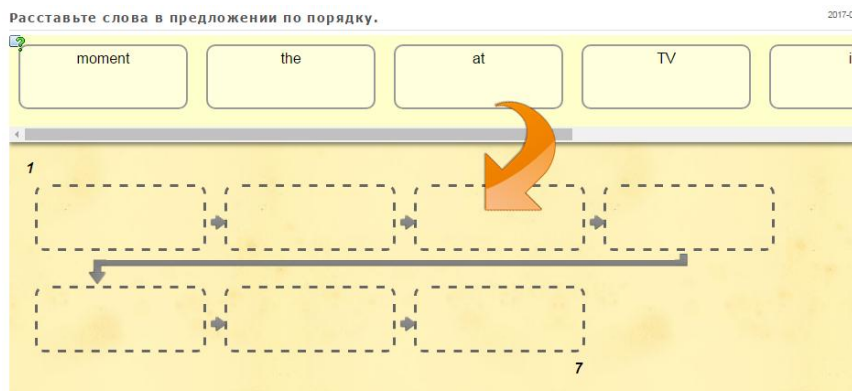 Расставьте слова в предложении по порядку.
2017-0
moment the at TV i
1
7